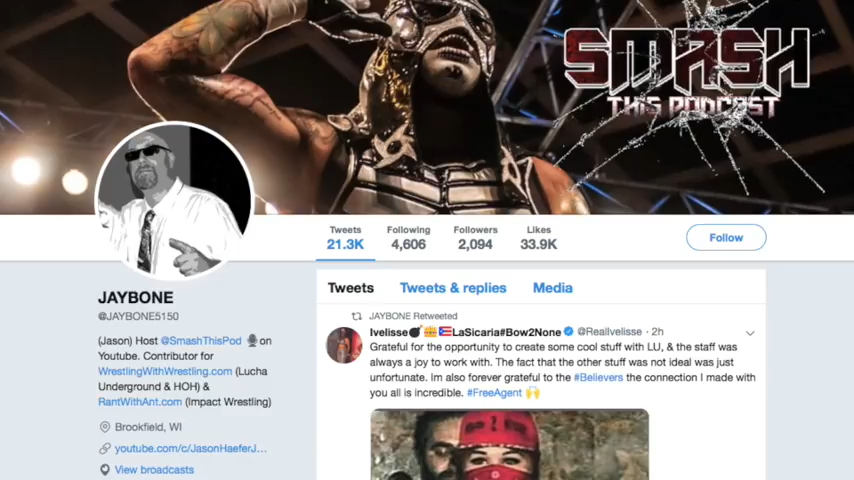 SMASH
THIS PODCAST
Tweets Following Followers Likes
21.3K 4,606 2,094 33.9K
Follow
JAYBONE
@JAYBONE5150
(Jason) Host @SmashThisPod 🎙on
Youtube. Contributor for
WrestlingWithWrestling.com (Lucha
Underground & HOH) &
RantWithAnt.com (Impact Wrestling)
Brookfield, WI
youtube.com/c/JasonHaeferJ...
View broadcasts
Tweets Tweets & replies Media
JAYBONE Retweeted
Ivelisse💣👑🇵🇷LaSicaria#Bow2None @RealIvelisse · 2h
Grateful for the opportunity to create some cool stuff with LU, & the staff was
always a joy to work with. The fact that the other stuff was not ideal was just
unfortunate. Im also forever grateful to the #Believers the connection I made with
you all is incredible. #FreeAgent 🙌